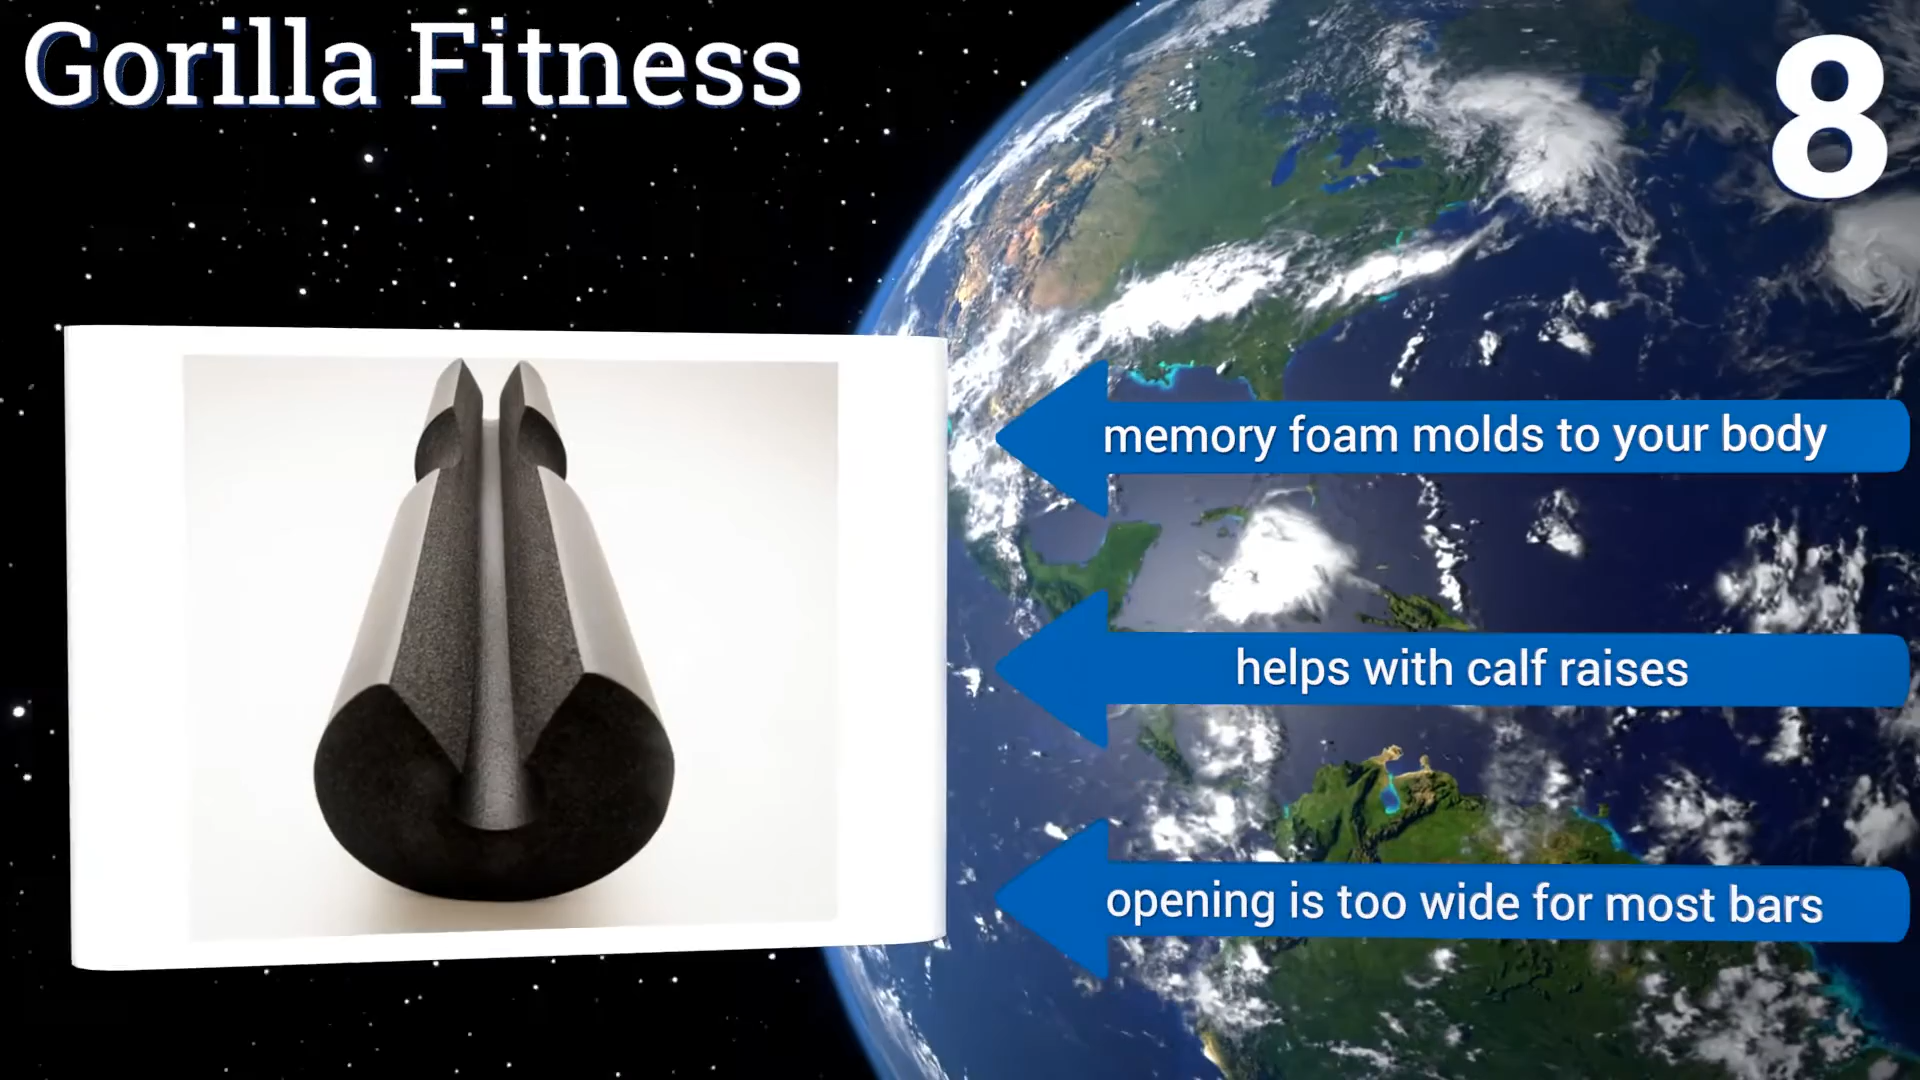 Gorilla Fitness
8
memory foam molds to your body
helps with calf raises
opening is too wide for most bars